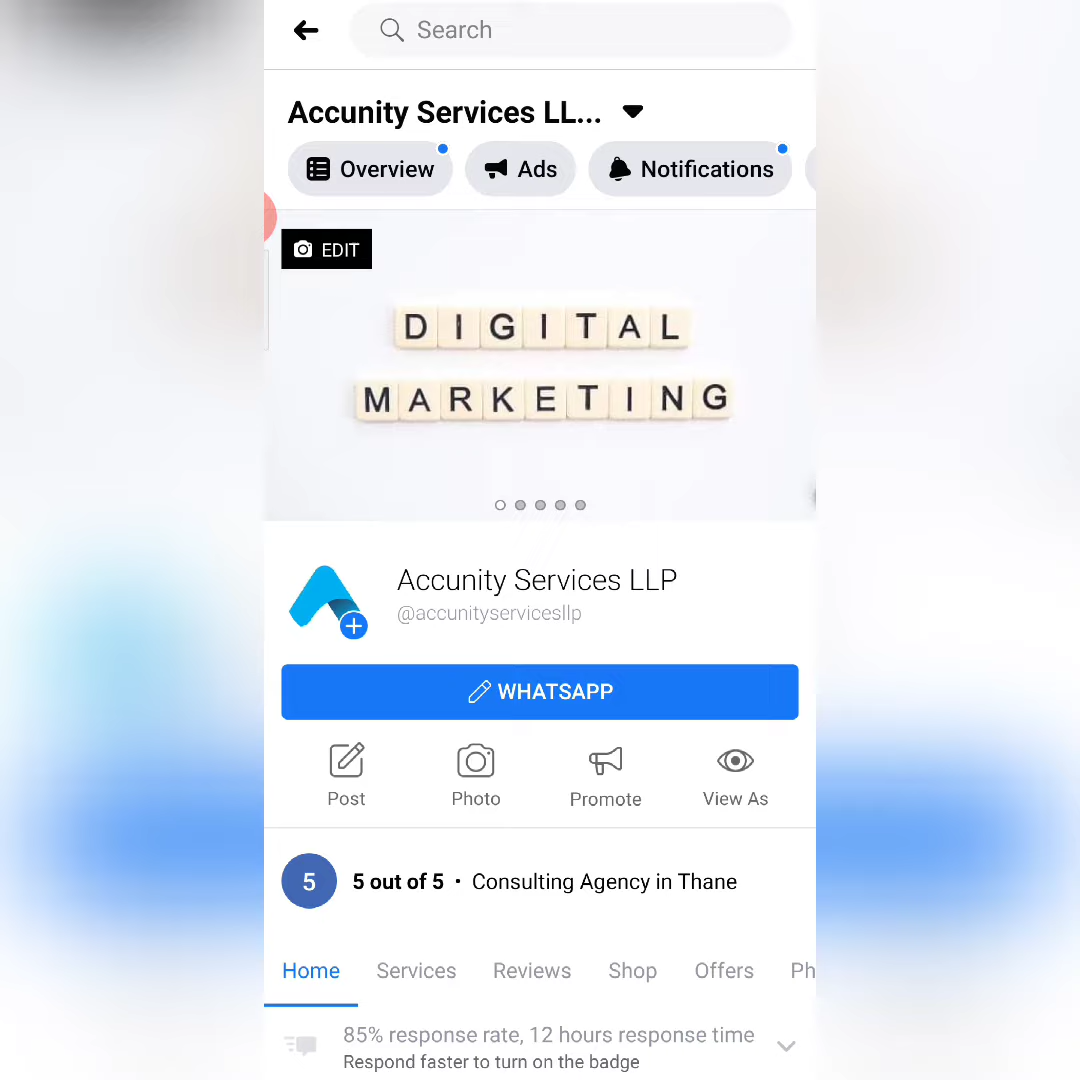 Search
Accunity Services LL...
Overview Ads Notifications
EDIT
DIGITAL
MARKETING
Accunity Services LLP
@accunityservicesllp
WHATSAPP
Post Photo Promote View As
5 5 out of 5 · Consulting Agency in Thane
Home Services Reviews Shop Offers Ph
85% response rate, 12 hours response time
Respond faster to turn on the badge